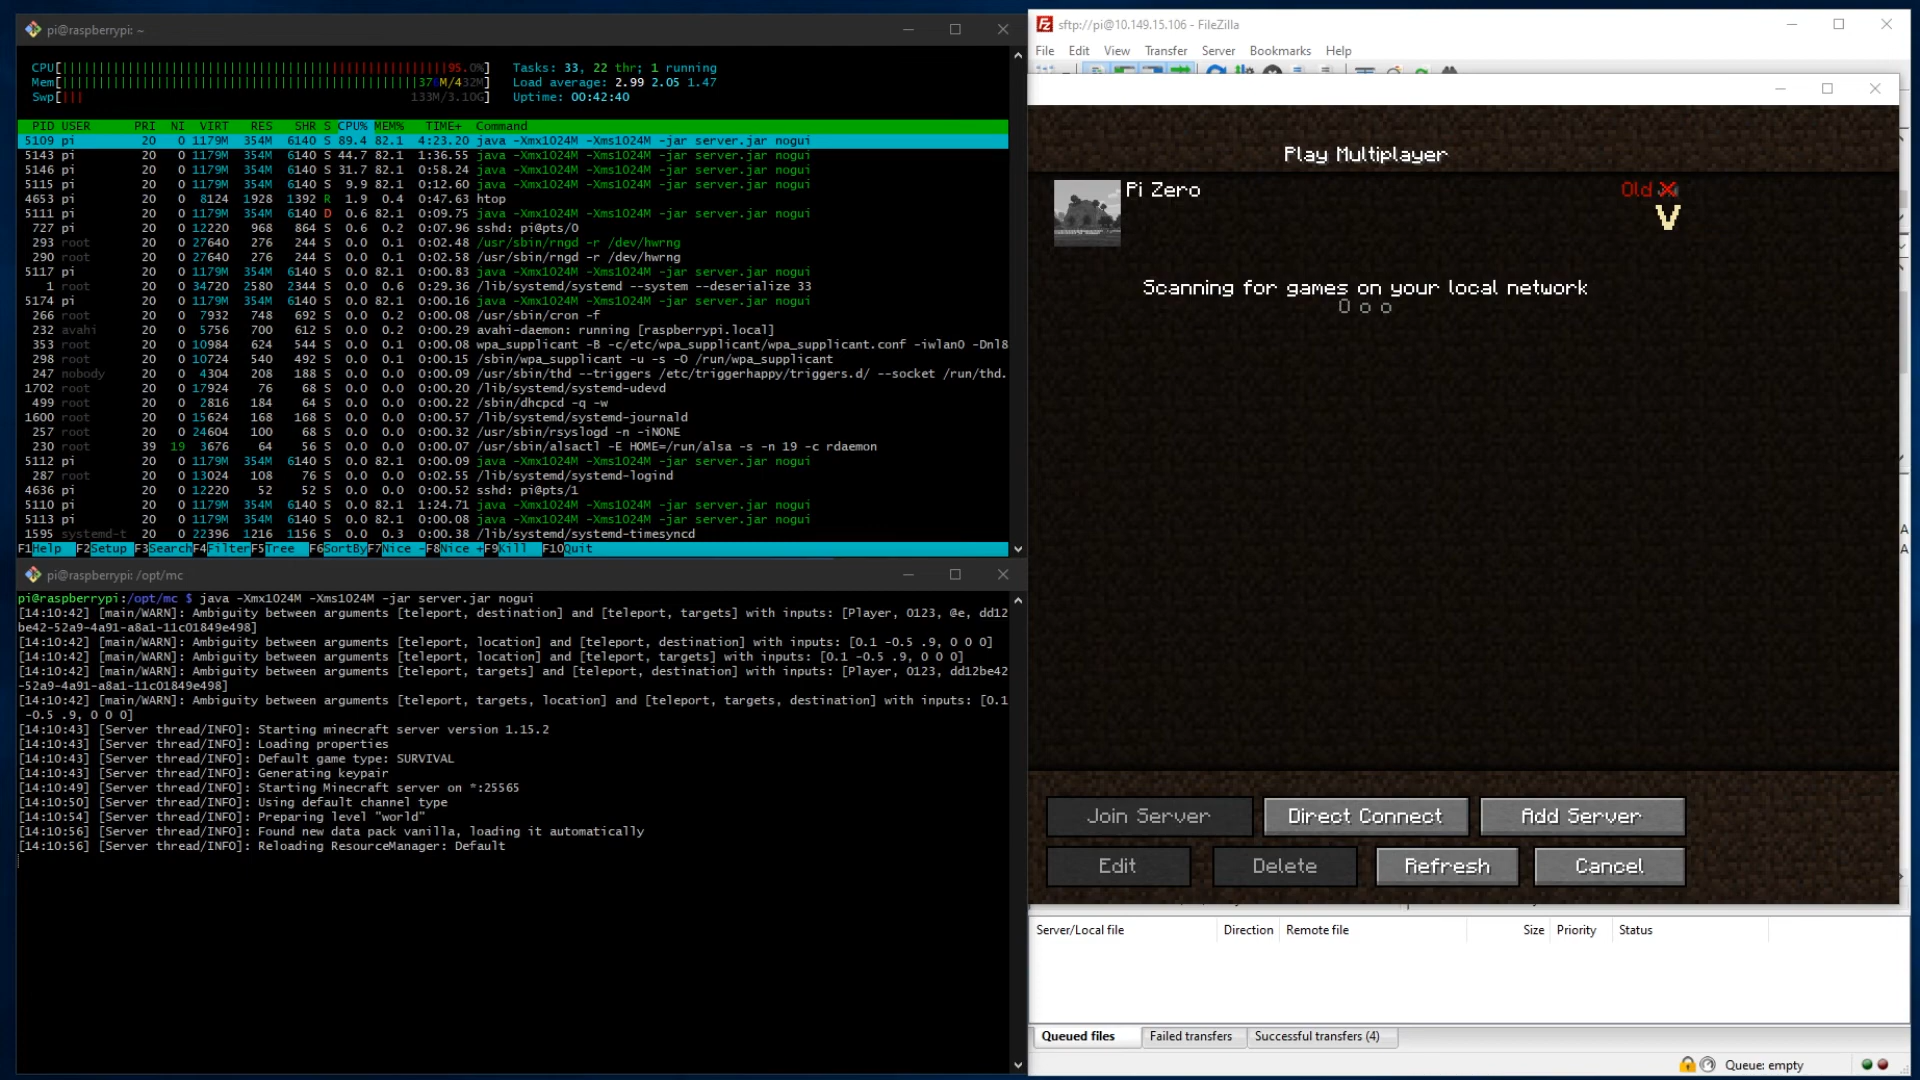 pi@raspberrypi: ~
CPU[ 95.0%] Tasks: 33, 22 thr; 1 running
Mem[ 370M/432M] Load average: 2.99 2.05 1.47
Swp[ 133M/3.10G] Uptime: 00:42:40
PID USER PRI NI VIRT RES SHR S CPU% MEM% TIME+ Command
5109 pi 20 0 1179M 354M 6140 S 89.4 82.1 4:23.20 java -Xmx1024M -Xms1024M -jar server.jar nogui
5143 pi 20 0 1179M 354M 6140 S 44.7 82.1 1:36.55 java -Xmx1024M -Xms1024M -jar server.jar nogui
5146 pi 20 0 1179M 354M 6140 S 31.7 82.1 0:58.24 java -Xmx1024M -Xms1024M -jar server.jar nogui
5115 pi 20 0 1179M 354M 6140 S 9.9 82.1 0:12.60 java -Xmx1024M -Xms1024M -jar server.jar nogui
4653 pi 20 0 8124 1928 1392 R 1.9 0.4 0:47.63 htop
5111 pi 20 0 1179M 354M 6140 D 0.6 82.1 0:09.75 java -Xmx1024M -Xms1024M -jar server.jar nogui
727 pi 20 0 12220 968 864 S 0.6 0.2 0:07.96 sshd: pi@pts/0
293 root 20 0 27640 276 244 S 0.0 0.1 0:02.48 /usr/sbin/rngd -r /dev/hwrng
290 root 20 0 27640 276 244 S 0.0 0.1 0:02.58 /usr/sbin/rngd -r /dev/hwrng
5117 pi 20 0 1179M 354M 6140 S 0.0 82.1 0:00.83 java -Xmx1024M -Xms1024M -jar server.jar nogui
1 root 20 0 34720 2580 2344 S 0.0 0.6 0:29.36 /lib/systemd/systemd --system --deserialize 33
5174 pi 20 0 1179M 354M 6140 S 0.0 82.1 0:00.16 java -Xmx1024M -Xms1024M -jar server.jar nogui
266 root 20 0 7932 748 692 S 0.0 0.2 0:00.08 /usr/sbin/cron -f
232 avahi 20 0 5756 700 612 S 0.0 0.2 0:00.29 avahi-daemon: running [raspberrypi.local]
353 root 20 0 10984 624 544 S 0.0 0.1 0:00.08 wpa_supplicant -B -c/etc/wpa_supplicant/wpa_supplicant.conf -iwlan0 -Dnl8
298 root 20 0 10724 540 492 S 0.0 0.1 0:00.15 /sbin/wpa_supplicant -u -s -O /run/wpa_supplicant
247 nobody 20 0 4304 208 188 S 0.0 0.0 0:00.09 /usr/sbin/thd --triggers /etc/triggerhappy/triggers.d/ --socket /run/thd.
1702 root 20 0 17924 76 68 S 0.0 0.0 0:00.20 /lib/systemd/systemd-udevd
499 root 20 0 2816 184 64 S 0.0 0.0 0:00.22 /sbin/dhcpcd -q -w
1600 root 20 0 15624 168 168 S 0.0 0.0 0:00.57 /lib/systemd/systemd-journald
257 root 20 0 24604 100 68 S 0.0 0.0 0:00.32 /usr/sbin/rsyslogd -n -iNONE
230 root 39 19 3676 64 56 S 0.0 0.0 0:00.07 /usr/sbin/alsactl -E HOME=/run/alsa -s -n 19 -c rdaemon
5112 pi 20 0 1179M 354M 6140 S 0.0 82.1 0:00.09 java -Xmx1024M -Xms1024M -jar server.jar nogui
287 root 20 0 13024 108 76 S 0.0 0.0 0:02.55 /lib/systemd/systemd-logind
4636 pi 20 0 12220 52 52 S 0.0 0.0 0:00.52 sshd: pi@pts/1
5110 pi 20 0 1179M 354M 6140 S 0.0 82.1 1:24.71 java -Xmx1024M -Xms1024M -jar server.jar nogui
5113 pi 20 0 1179M 354M 6140 S 0.0 82.1 0:00.08 java -Xmx1024M -Xms1024M -jar server.jar nogui
1595 systemd-t 20 0 22396 1216 1156 S 0.0 0.3 0:00.38 /lib/systemd/systemd-timesyncd
F1Help F2Setup F3SearchF4FilterF5Tree F6SortByF7Nice -F8Nice +F9Kill F10Quit
pi@raspberrypi: /opt/mc
pi@raspberrypi:/opt/mc $ java -Xmx1024M -Xms1024M -jar server.jar nogui
[14:10:42] [main/WARN]: Ambiguity between arguments [teleport, destination] and [teleport, targets] with inputs: [Player, 0123, @e, dd12
be42-52a9-4a91-a8a1-11c01849e498]
[14:10:42] [main/WARN]: Ambiguity between arguments [teleport, location] and [teleport, destination] with inputs: [0.1 -0.5 .9, 0 0 0]
[14:10:42] [main/WARN]: Ambiguity between arguments [teleport, location] and [teleport, targets] with inputs: [0.1 -0.5 .9, 0 0 0]
[14:10:42] [main/WARN]: Ambiguity between arguments [teleport, targets] and [teleport, destination] with inputs: [Player, 0123, dd12be42
-52a9-4a91-a8a1-11c01849e498]
[14:10:42] [main/WARN]: Ambiguity between arguments [teleport, targets, location] and [teleport, targets, destination] with inputs: [0.1
-0.5 .9, 0 0 0]
[14:10:43] [Server thread/INFO]: Starting minecraft server version 1.15.2
[14:10:43] [Server thread/INFO]: Loading properties
[14:10:43] [Server thread/INFO]: Default game type: SURVIVAL
[14:10:43] [Server thread/INFO]: Generating keypair
[14:10:49] [Server thread/INFO]: Starting Minecraft server on *:25565
[14:10:50] [Server thread/INFO]: Using default channel type
[14:10:54] [Server thread/INFO]: Preparing level "world"
[14:10:56] [Server thread/INFO]: Found new data pack vanilla, loading it automatically
[14:10:56] [Server thread/INFO]: Reloading ResourceManager: Default
sftp://pi@10.149.15.106 - FileZilla
File Edit View Transfer Server Bookmarks Help
Play Multiplayer
Pi Zero Old
V
Scanning for games on your local network
O o o
Join Server Direct Connect Add Server
Edit Delete Refresh Cancel
A
A
Server/Local file Direction Remote file Size Priority Status
Queued files Failed transfers Successful transfers (4)
Queue: empty